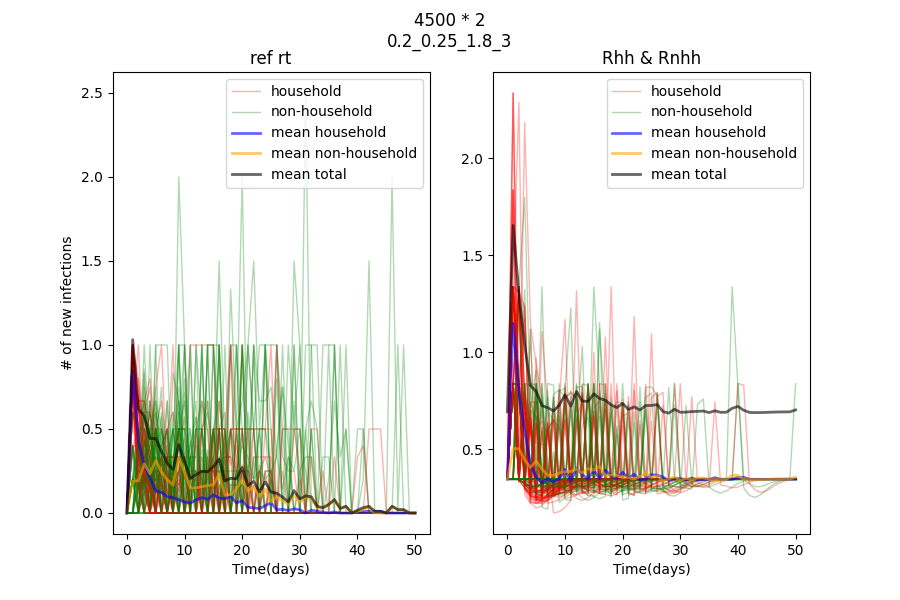 4500 * 2
0.2_0.25_1.8_3
ref rt
household
non-household
mean household
mean non-household
mean total
# of new infections
2.5
2.0
1.5
1.0
0.5
0.0
0 10 20 30 40 50
Time(days)
Rhh & Rnhh
household
non-household
mean household
mean non-household
mean total
2.0
1.5
1.0
0.5
0 10 20 30 40 50
Time(days)